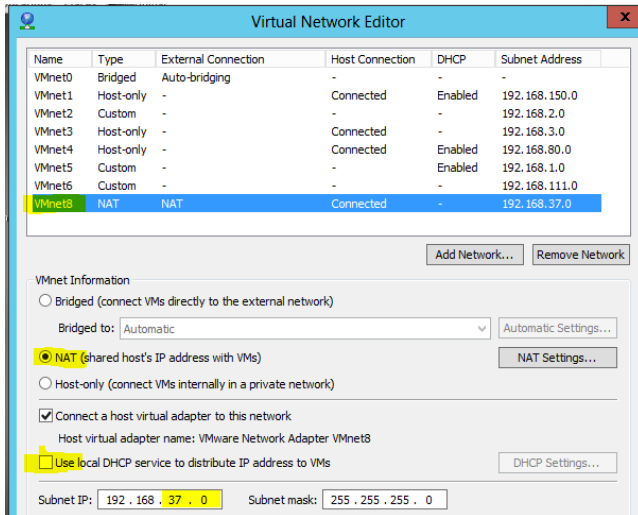 Virtual Network Editor
x
Name Type External Connection Host Connection DHCP Subnet Address
VMnet0 Bridged Auto-bridging - - -
VMnet1 Host-only - Connected Enabled 192.168.150.0
VMnet2 Custom - - - 192.168.2.0
VMnet3 Host-only - Connected - 192.168.3.0
VMnet4 Host-only - Connected Enabled 192.168.80.0
VMnet5 Custom - - Enabled 192.168.1.0
VMnet6 Custom - - - 192.168.111.0
VMnet8 NAT NAT Connected - 192.168.37.0
Add Network... Remove Network
VMnet Information
Bridged (connect VMs directly to the external network)
Bridged to: Automatic Automatic Settings...
NAT (shared host's IP address with VMs) NAT Settings...
Host-only (connect VMs internally in a private network)
Connect a host virtual adapter to this network
Host virtual adapter name: VMware Network Adapter VMnet8
Use local DHCP service to distribute IP address to VMs DHCP Settings...
Subnet IP: 192 . 168 . 37 . 0 Subnet mask: 255 . 255 . 255 . 0